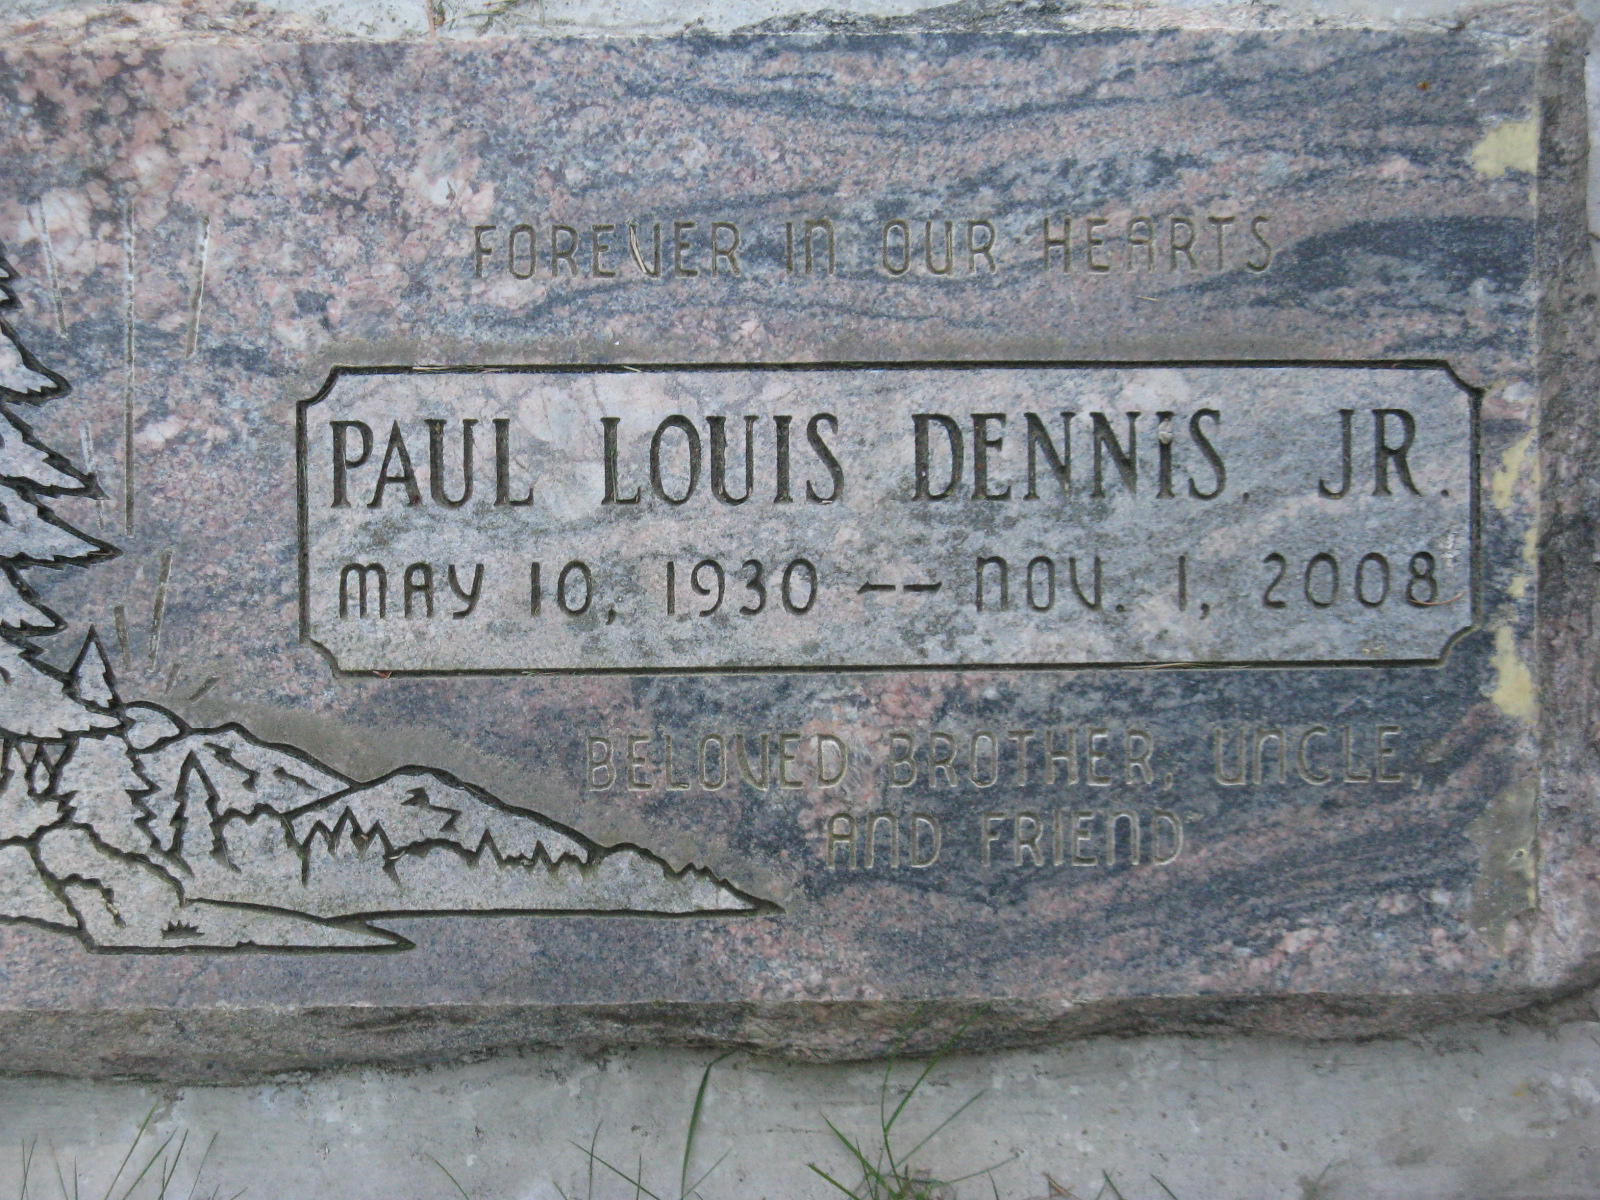 FOREVER IN OUR HEARTS
PAUL LOUIS DENNIS, JR.
MAY 10, 1930 -- NOV. 1, 2008
BELOVED BROTHER, UNCLE,
AND FRIEND